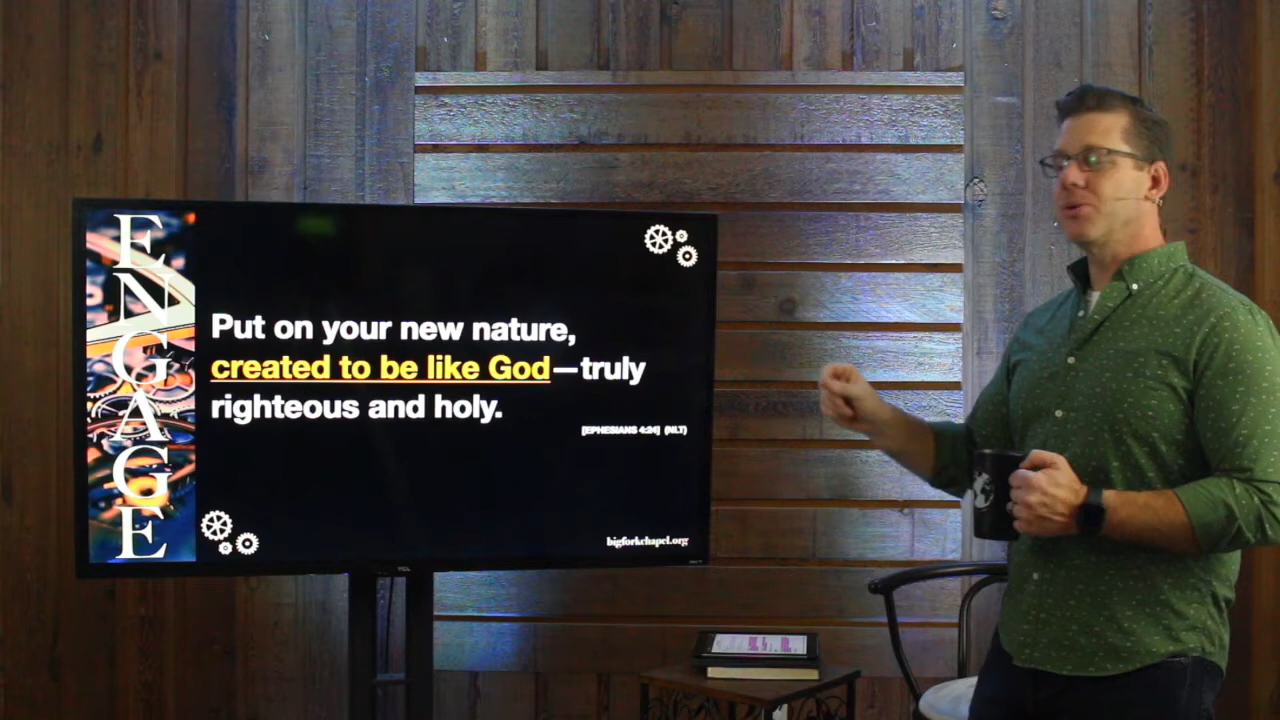 ENGAGE
Put on your new nature,
created to be like God—truly
righteous and holy.
[EPHESIANS 4:24] (NLT)
bigforkchapel.org
TCL